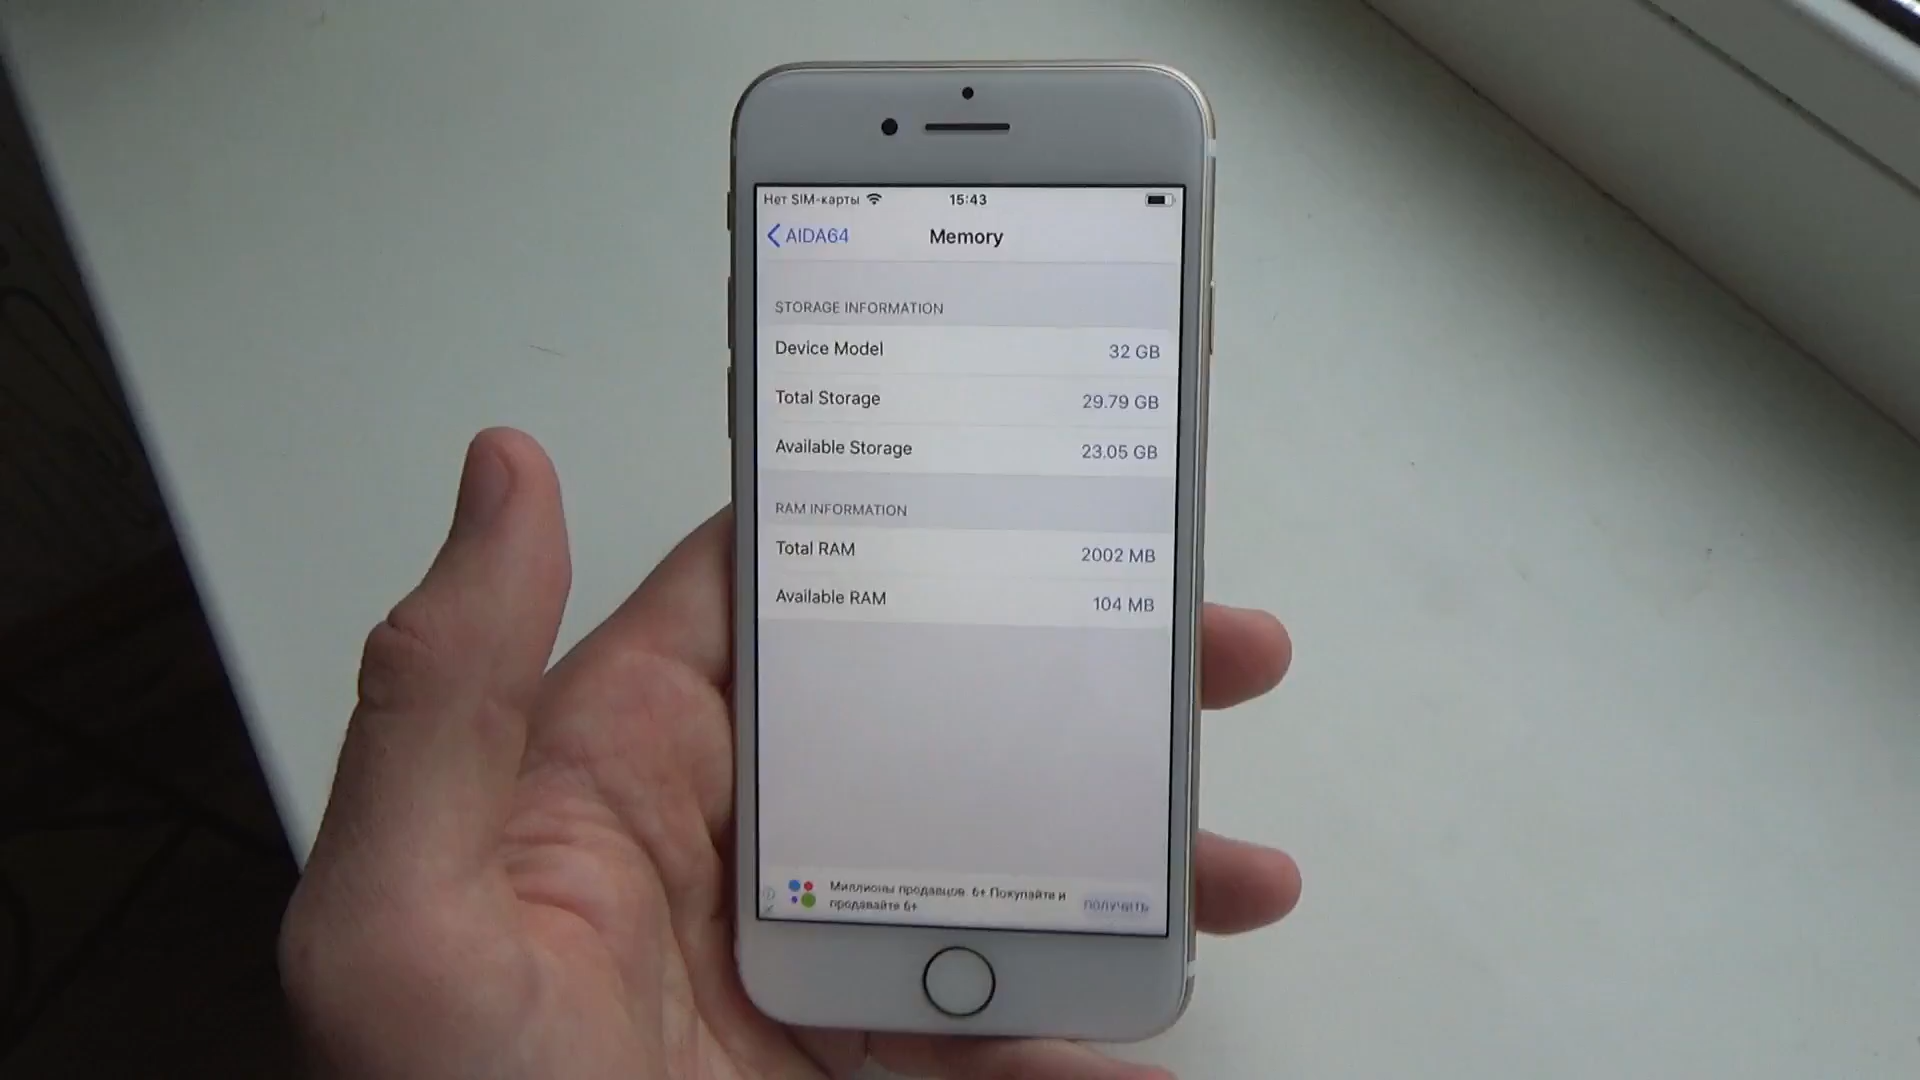 Нет SIM-карты 15:43
AIDA64 Memory
STORAGE INFORMATION
Device Model 32 GB
Total Storage 29.79 GB
Available Storage 23.05 GB
RAM INFORMATION
Total RAM 2002 MB
Available RAM 104 MB
Миллионы продавцов 6+ Покупайте и
продавайте 6+
ПОЛУЧИТЬ